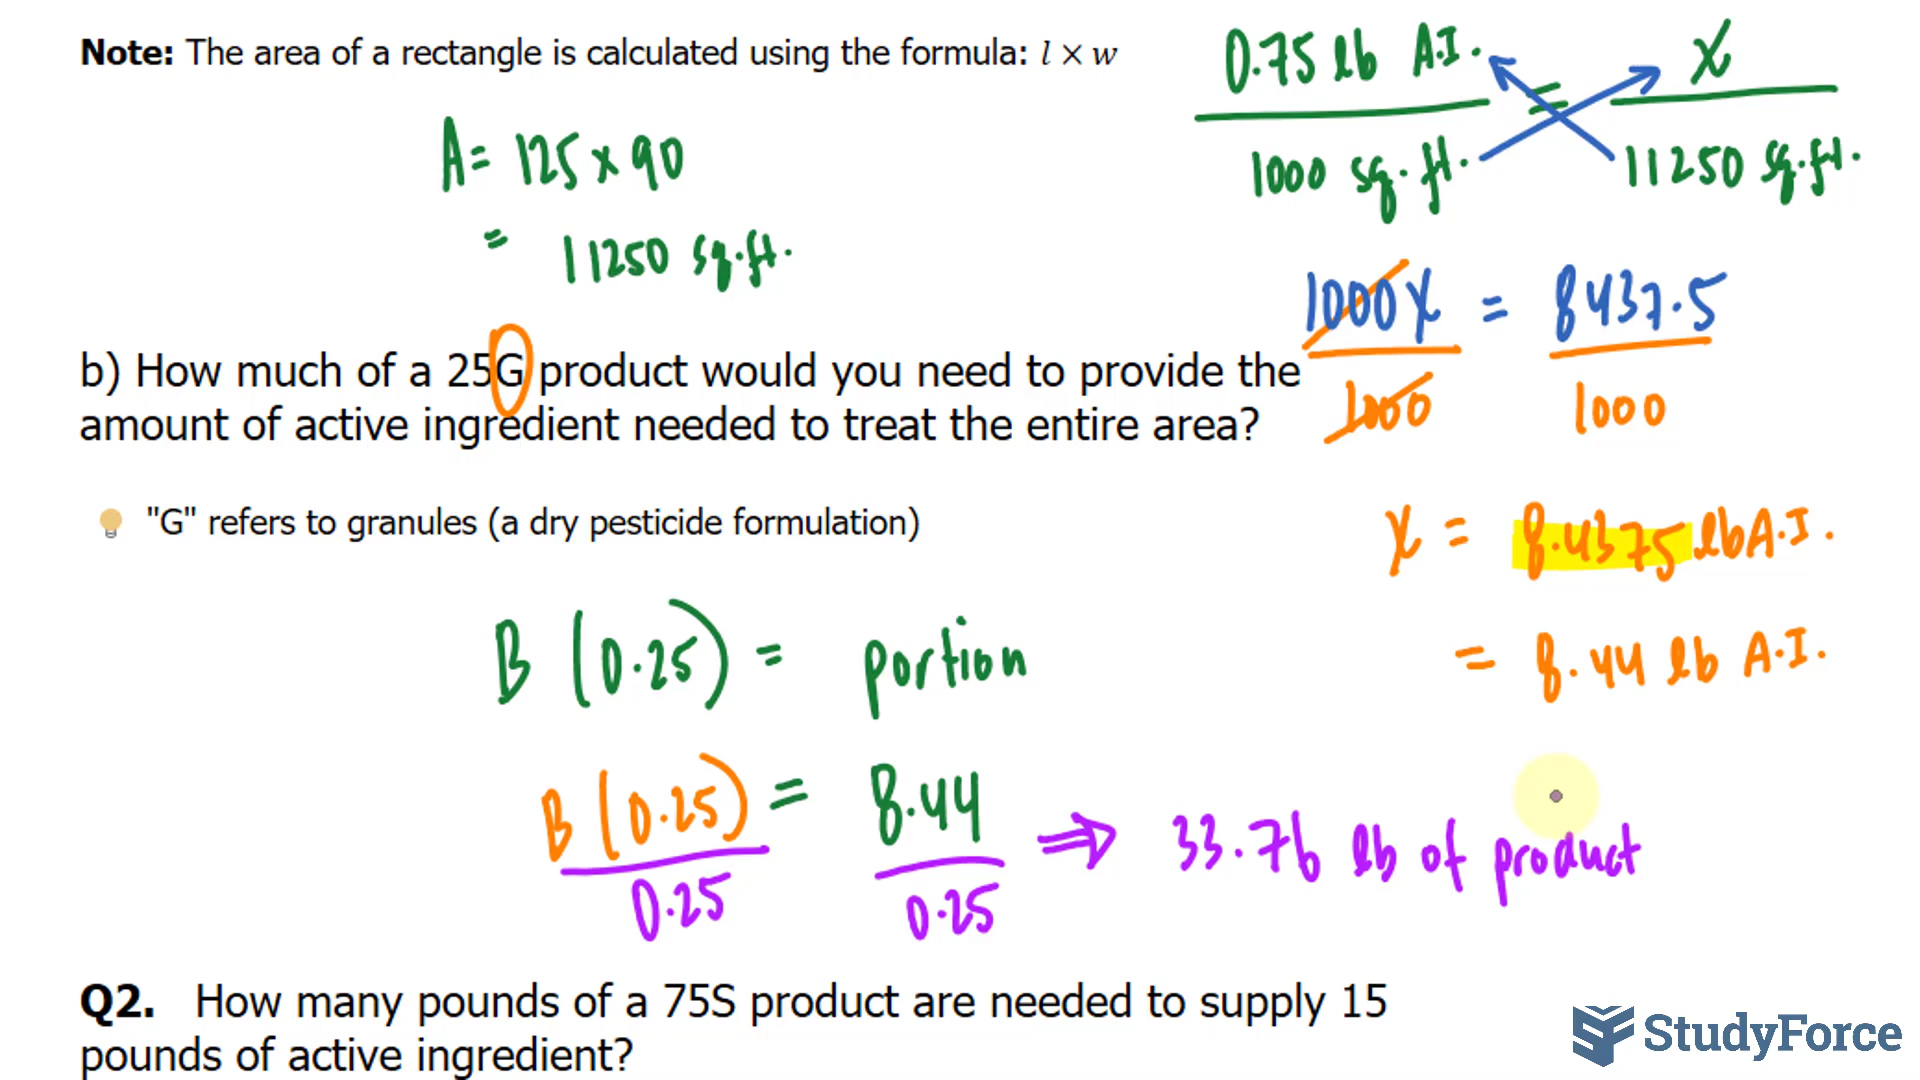 Note: The area of a rectangle is calculated using the formula: l × w
A = 125 x 90
= 11250 sq.ft.
0.75 lb A.I. = x
1000 sq.ft. 11250 sq.ft.
1000x = 8437.5
1000 1000
x = 8.4375 lb A.I.
= 8.44 lb A.I.
b) How much of a 25G product would you need to provide the
amount of active ingredient needed to treat the entire area?
"G" refers to granules (a dry pesticide formulation)
B (0.25) = portion
B (0.25) = 8.44 ⇒ 33.76 lb of product
0.25 0.25
Q2. How many pounds of a 75S product are needed to supply 15
pounds of active ingredient?
StudyForce